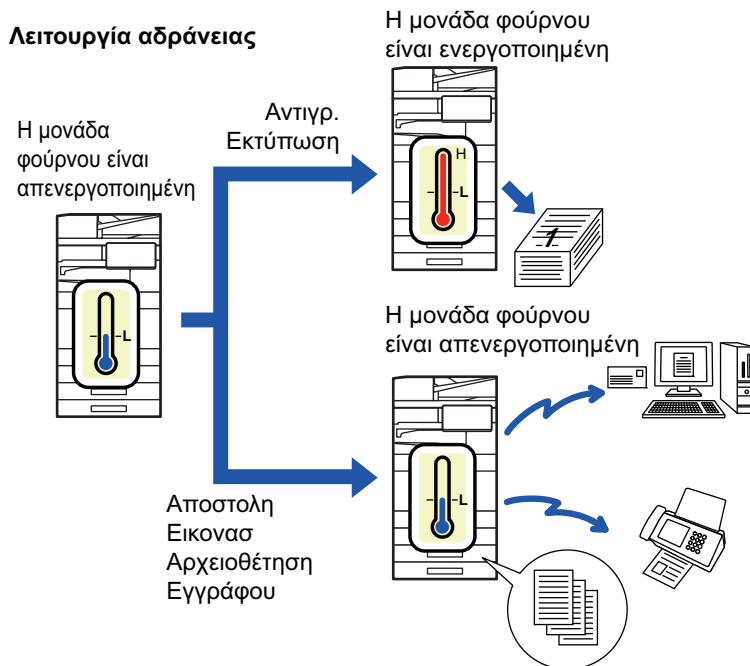 Λειτουργία αδράνειας
Η μονάδα
φούρνου είναι
απενεργοποιημένη
L
Αντιγρ.
Εκτύπωση
Η μονάδα φούρνου
είναι ενεργοποιημένη
H
L
1
Αποστολη
Εικονασ
Αρχειοθέτηση
Εγγράφου
Η μονάδα φούρνου
είναι απενεργοποιημένη
L